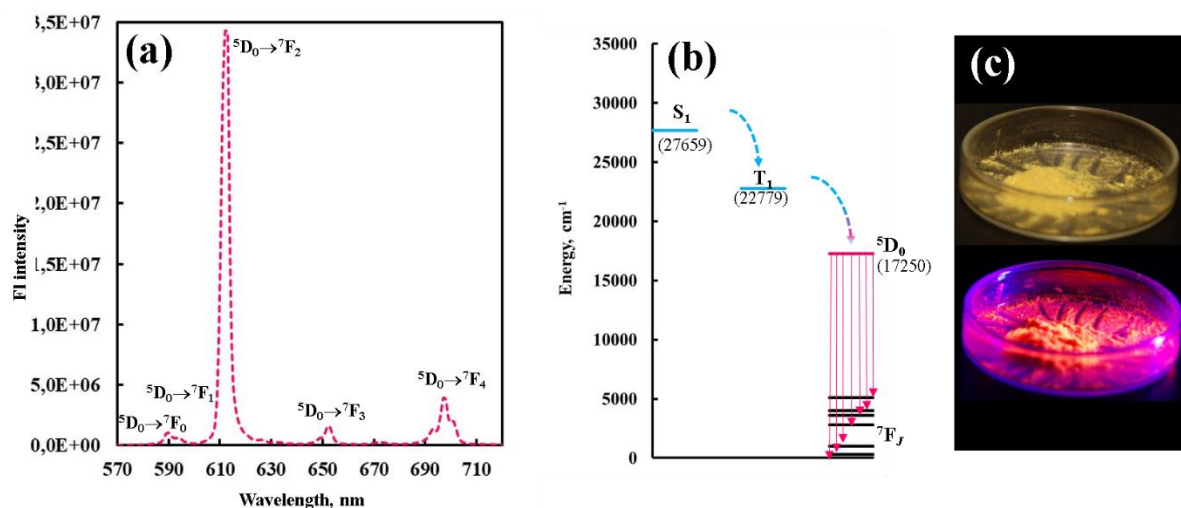 (a)
3,5E+07
3,0E+07
2,5E+07
2,0E+07
1,5E+07
1,0E+07
5,0E+06
0,0E+00
Fl intensity
⁵D₀→⁷F₂
⁵D₀→⁷F₁
⁵D₀→⁷F₀
⁵D₀→⁷F₃
⁵D₀→⁷F₄
570 590 610 630 650 670 690 710
Wavelength, nm
(b)
35000
30000
25000
20000
15000
10000
5000
0
Energy, cm⁻¹
S₁
(27659)
T₁
(22779)
⁵D₀
(17250)
⁷F_J
(c)